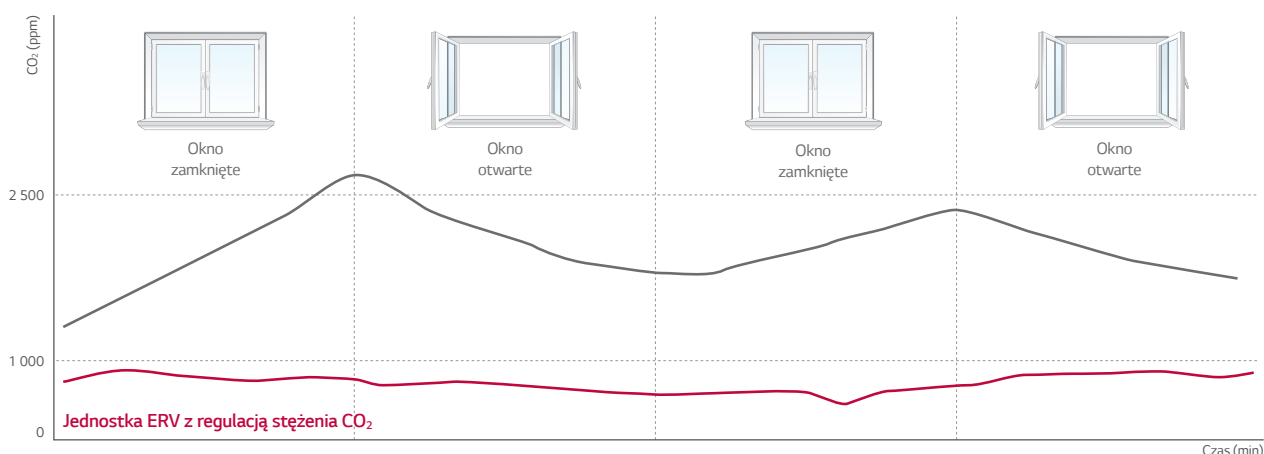 CO₂ (ppm)
Okno
zamknięte
Okno
otwarte
Okno
zamknięte
Okno
otwarte
2 500
1 000
Jednostka ERV z regulacją stężenia CO₂
0
Czas (min)